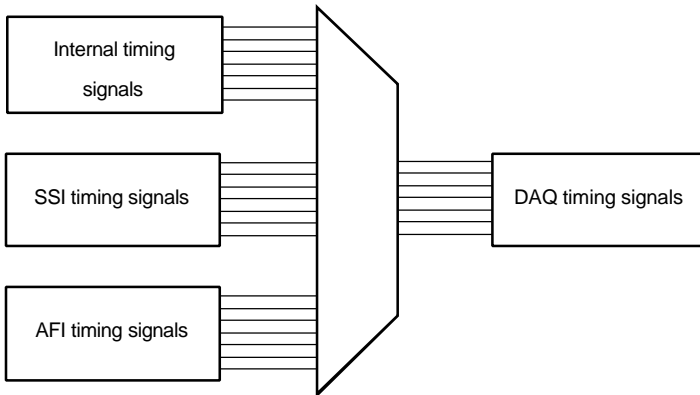 Internal timing
signals
SSI timing signals
DAQ timing signals
AFI timing signals